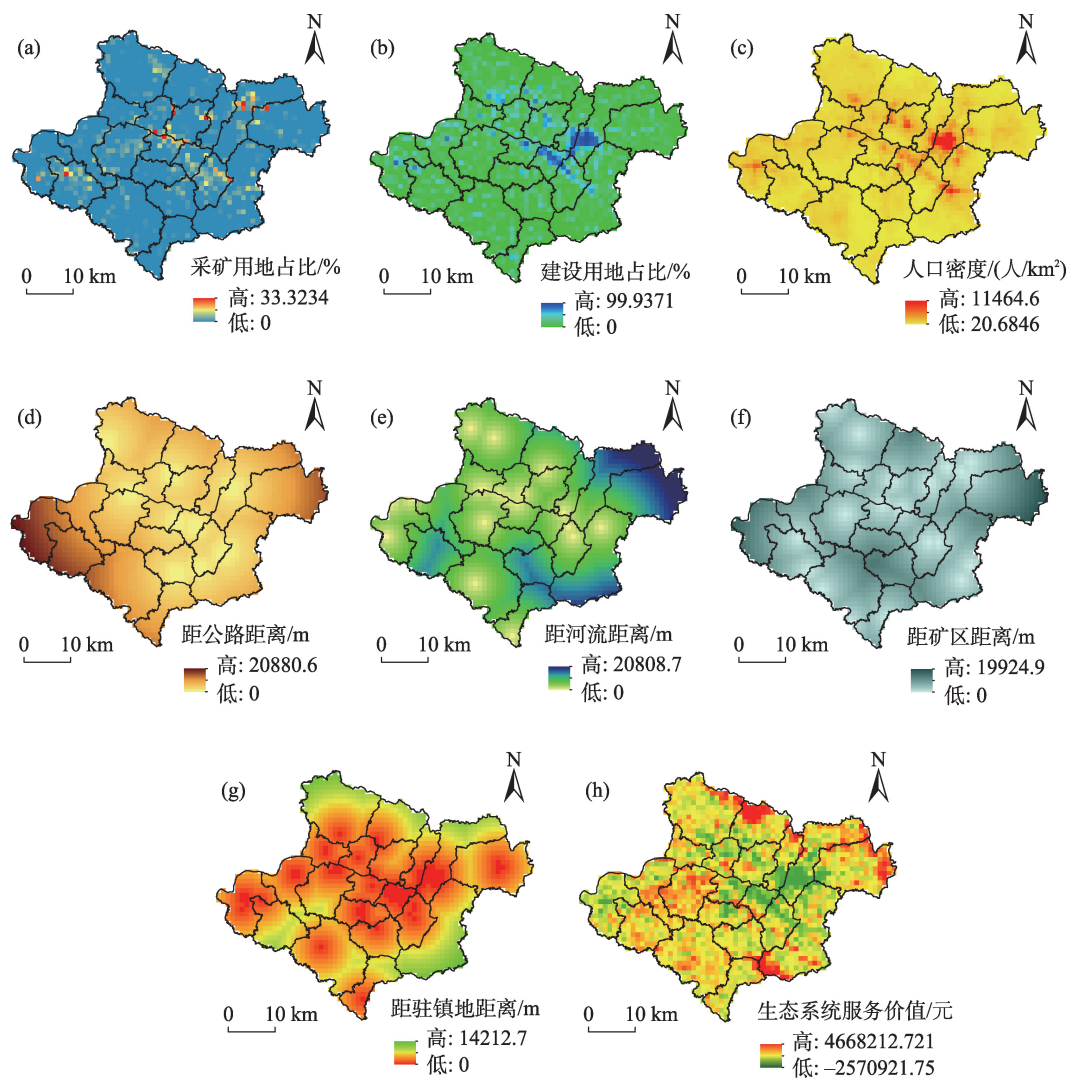 (a)
N
0 10 km
采矿用地占比/%
高: 33.3234
低: 0
(b)
N
0 10 km
建设用地占比/%
高: 99.9371
低: 0
(c)
N
0 10 km
人口密度/(人/km²)
高: 11464.6
低: 20.6846
(d)
N
0 10 km
距公路距离/m
高: 20880.6
低: 0
(e)
N
0 10 km
距河流距离/m
高: 20808.7
低: 0
(f)
N
0 10 km
距矿区距离/m
高: 19924.9
低: 0
(g)
N
0 10 km
距驻镇地距离/m
高: 14212.7
低: 0
(h)
N
0 10 km
生态系统服务价值/元
高: 4668212.721
低: –2570921.75